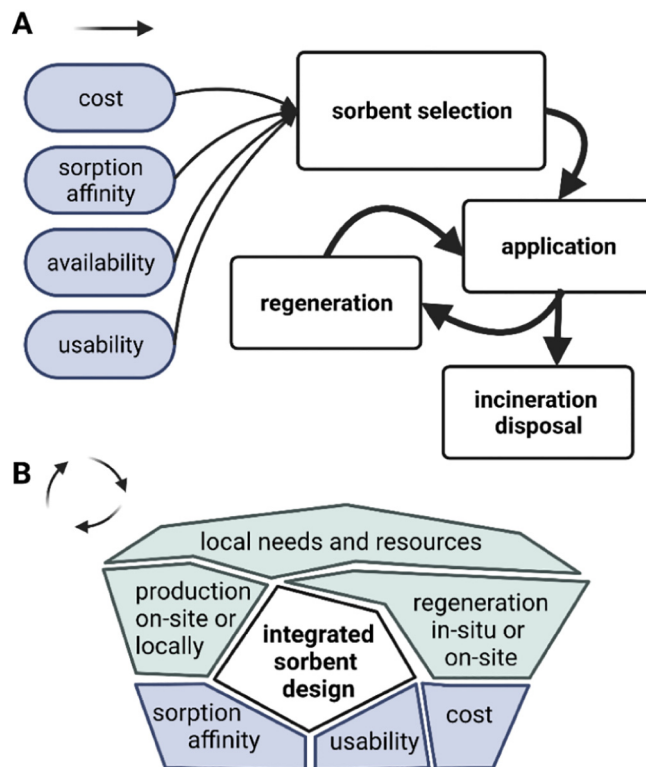 A
cost
sorption
affinity
availability
usability
sorbent selection
application
regeneration
incineration
disposal
B
local needs and resources
production
on-site or
locally
integrated
sorbent
design
regeneration
in-situ or
on-site
sorption
affinity
usability
cost